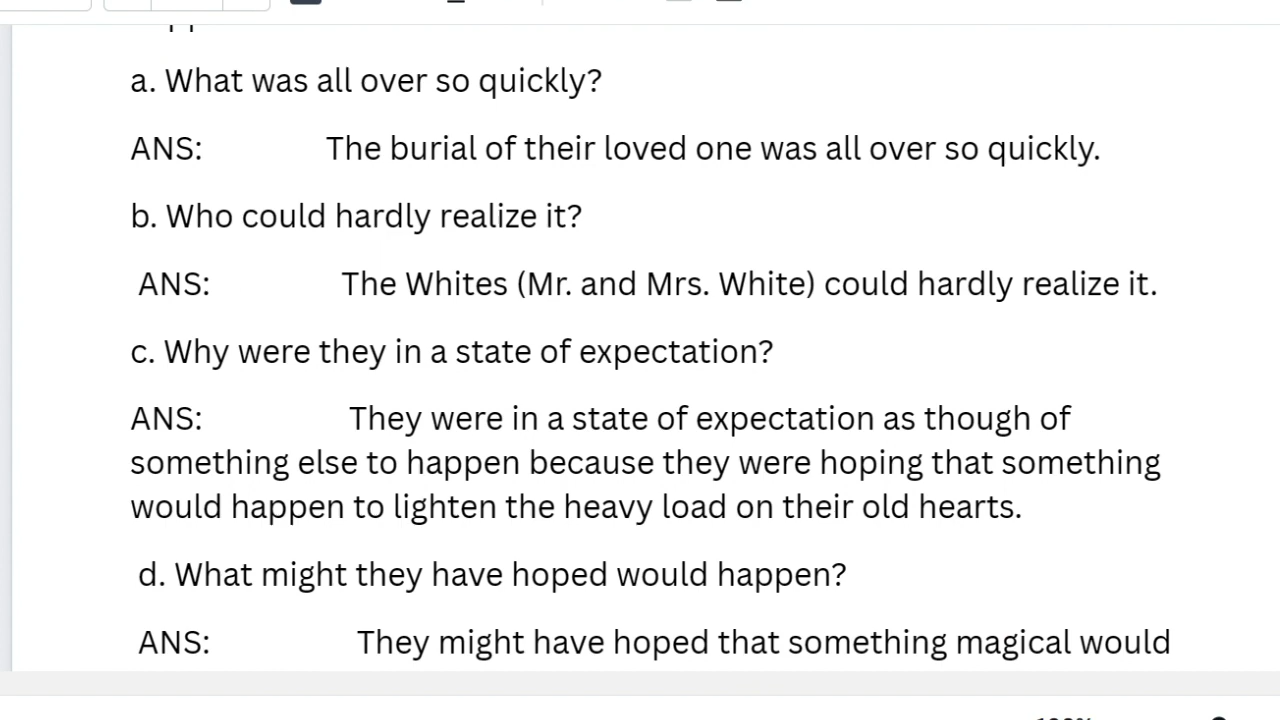 a. What was all over so quickly?
ANS: The burial of their loved one was all over so quickly.
b. Who could hardly realize it?
ANS: The Whites (Mr. and Mrs. White) could hardly realize it.
c. Why were they in a state of expectation?
ANS: They were in a state of expectation as though of
something else to happen because they were hoping that something
would happen to lighten the heavy load on their old hearts.
d. What might they have hoped would happen?
ANS: They might have hoped that something magical would